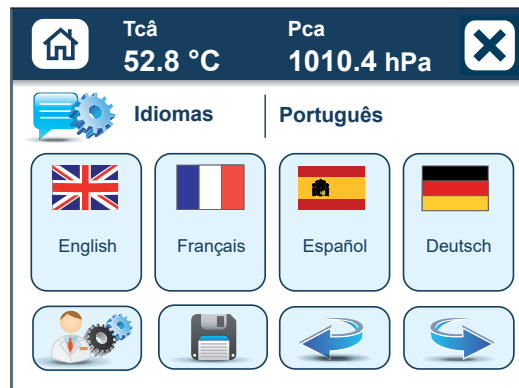 Tcâ Pca
52.8 °C 1010.4 hPa
Idiomas Português
English Français Español Deutsch